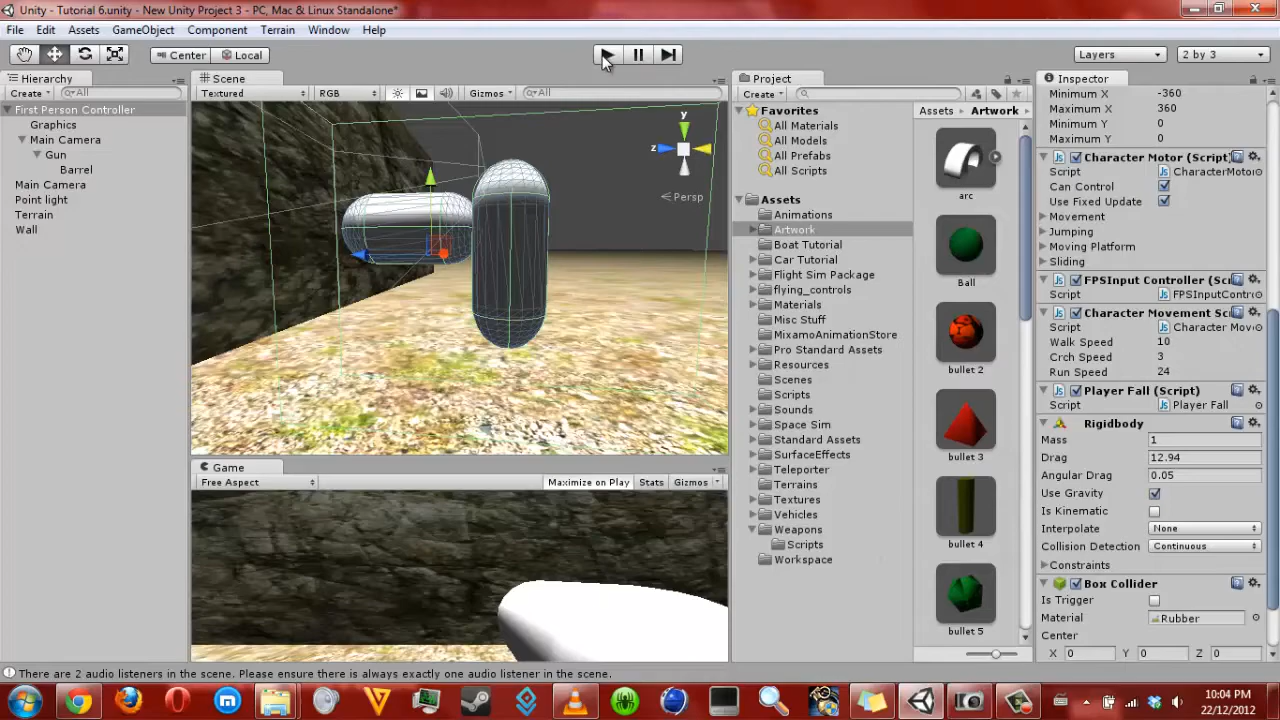 Unity - Tutorial 6.unity - New Unity Project 3 - PC, Mac & Linux Standalone*
File Edit Assets GameObject Component Terrain Window Help
Center Local Layers 2 by 3
Hierarchy
Create All
First Person Controller
Graphics
Main Camera
Gun
Barrel
Main Camera
Point light
Terrain
Wall
Scene
Textured RGB Gizmos All
y
z
Persp
Game
Free Aspect Maximize on Play Stats Gizmos
Project
Create
Favorites
All Materials
All Models
All Prefabs
All Scripts
Assets
Animations
Artwork
Boat Tutorial
Car Tutorial
Flight Sim Package
flying_controls
Materials
Misc Stuff
MixamoAnimationStore
Pro Standard Assets
Resources
Scenes
Scripts
Sounds
Space Sim
Standard Assets
SurfaceEffects
Teleporter
Terrains
Textures
Vehicles
Weapons
Scripts
Workspace
Assets Artwork
arc
Ball
bullet 2
bullet 3
bullet 4
bullet 5
Inspector
Minimum X -360
Maximum X 360
Minimum Y 0
Maximum Y 0
Character Motor (Script)
Script CharacterMoto
Can Control
Use Fixed Update
Movement
Jumping
Moving Platform
Sliding
FPSInput Controller (Scri
Script FPSInputContr
Character Movement Sc
Script Character Mov
Walk Speed 10
Crch Speed 3
Run Speed 24
Player Fall (Script)
Script Player Fall
Rigidbody
Mass 1
Drag 12.94
Angular Drag 0.05
Use Gravity
Is Kinematic
Interpolate None
Collision Detection Continuous
Constraints
Box Collider
Is Trigger
Material Rubber
Center
X 0 Y 0 Z 0
There are 2 audio listeners in the scene. Please ensure there is always exactly one audio listener in the scene.
10:04 PM
22/12/2012